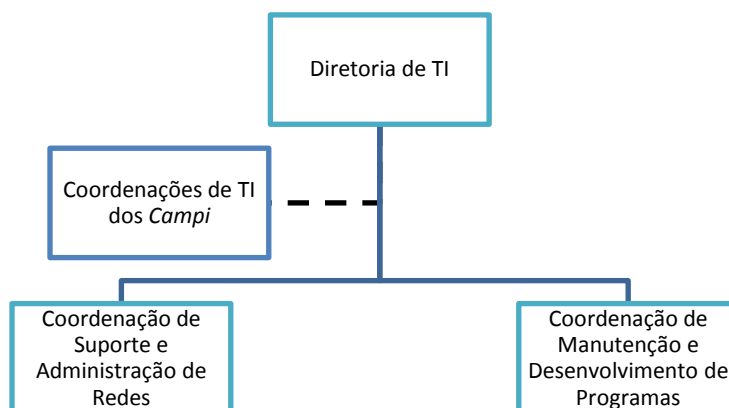 Diretoria de TI
Coordenações de TI
dos Campi
Coordenação de
Suporte e
Administração de
Redes
Coordenação de
Manutenção e
Desenvolvimento de
Programas